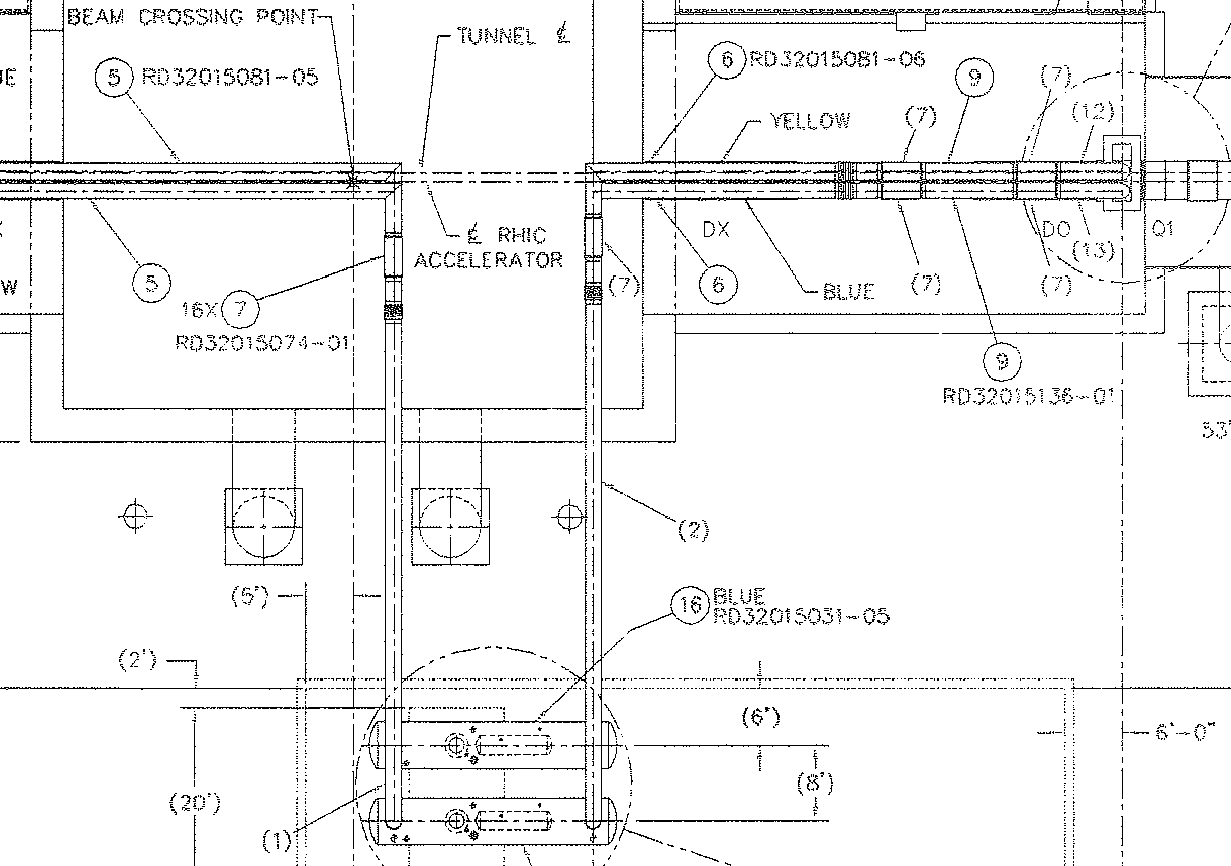 BEAM CROSSING POINT
TUNNEL ℄
5 RD32015081-05
6 RD32015081-06
9
(7)
(12)
(7)
YELLOW
DX
DO
Q1
℄ RHIC
ACCELERATOR
(13)
5
6
(7)
(7)
(7)
BLUE
W
16X 7
RD32015074-01
9
RD32015136-01
53'
(2)
(5')
16 BLUE
RD32015031-05
(2')
(6')
6'-0"
(8')
(20')
(1)